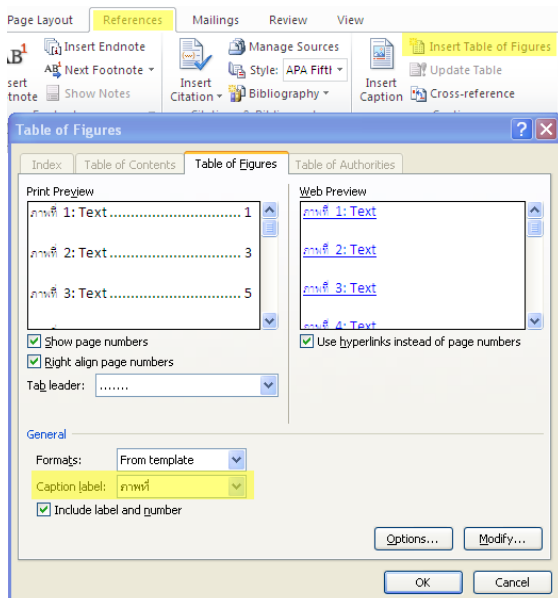 Page Layout References Mailings Review View
Insert Endnote
AB¹ Next Footnote
Show Notes
Insert Citation
Manage Sources
Style: APA Fifth
Bibliography
Insert Caption
Insert Table of Figures
Update Table
Cross-reference
Table of Figures
Index Table of Contents Table of Figures Table of Authorities
Print Preview
ภาพที่ 1: Text.............................. 1
ภาพที่ 2: Text.............................. 3
ภาพที่ 3: Text.............................. 5
Web Preview
ภาพที่ 1: Text
ภาพที่ 2: Text
ภาพที่ 3: Text
ภาพที่ 4: Text
Show page numbers
Right align page numbers
Tab leader: .......
Use hyperlinks instead of page numbers
General
Formats: From template
Caption label: ภาพที่
Include label and number
Options... Modify...
OK Cancel